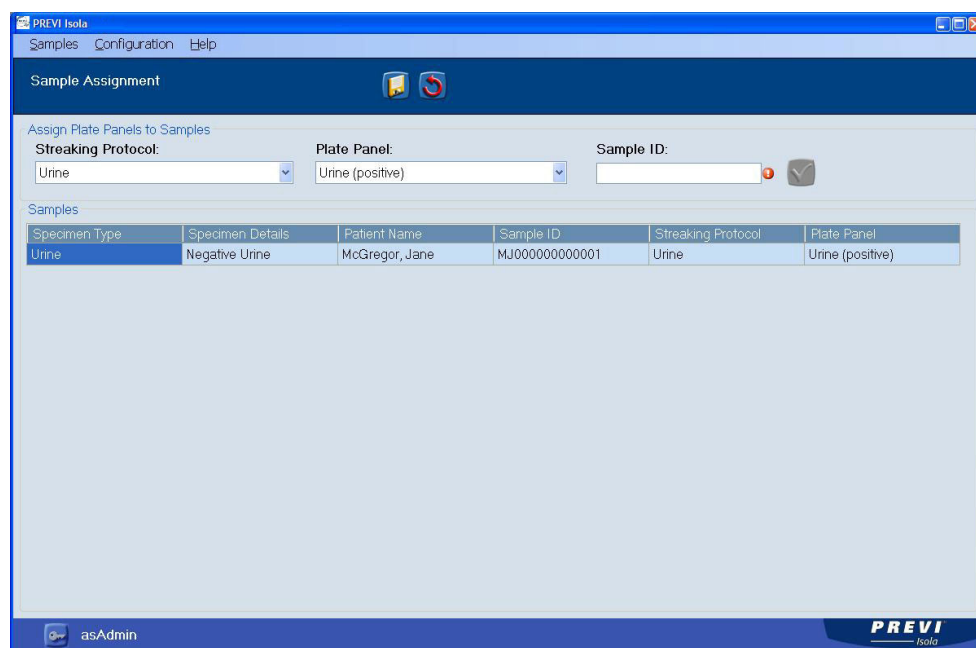 PREVI Isola
Samples Configuration Help
Sample Assignment
Assign Plate Panels to Samples
Streaking Protocol: Plate Panel: Sample ID:
Urine Urine (positive)
Samples
Specimen Type Specimen Details Patient Name Sample ID Streaking Protocol Plate Panel
Urine Negative Urine McGregor, Jane MJ000000000001 Urine Urine (positive)
asAdmin PREVI
Isola